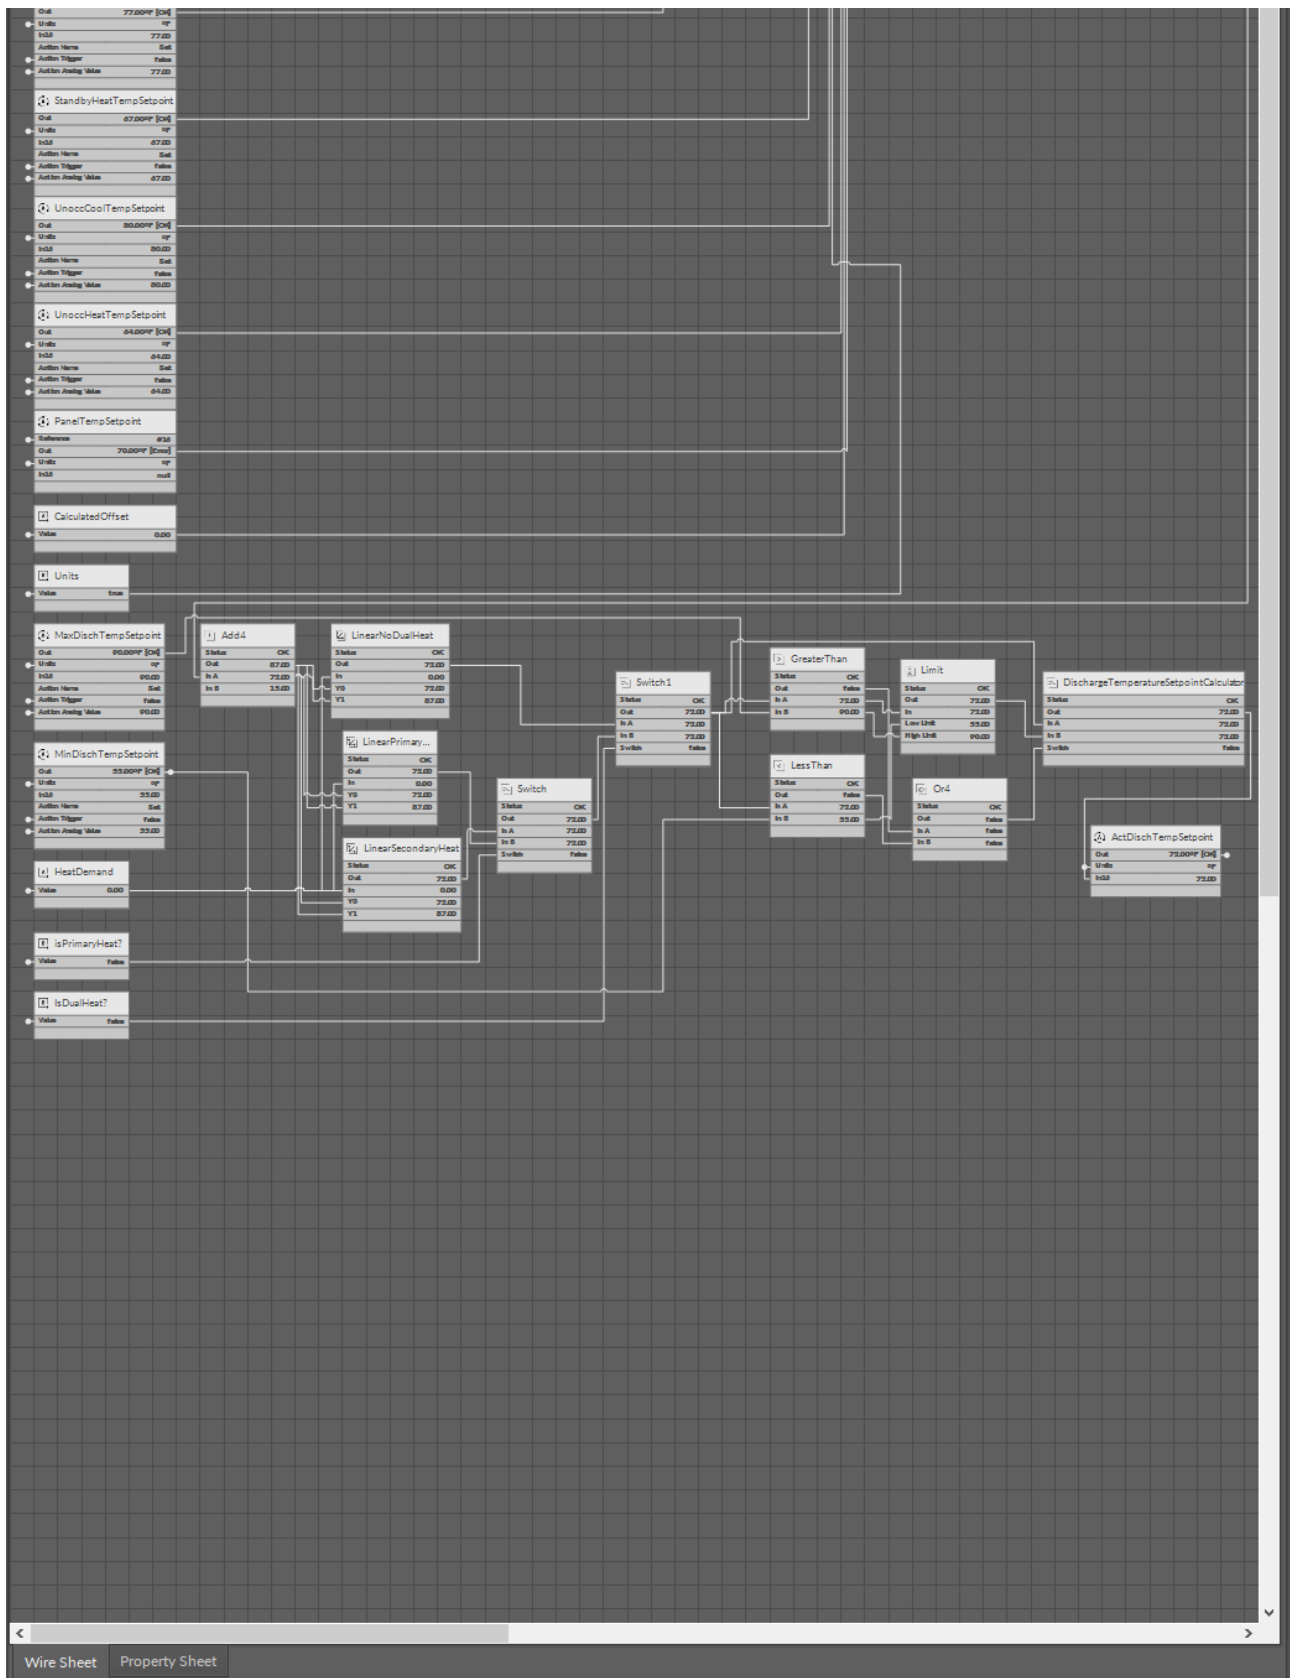 Out 77.00°F [Ok]
Units °F
In16 77.00
Action Name Set
Action Trigger false
Action Analog Value 77.00
StandbyHeatTempSetpoint
Out 67.00°F [Ok]
Units °F
In16 67.00
Action Name Set
Action Trigger false
Action Analog Value 67.00
UnoccCoolTempSetpoint
Out 80.00°F [Ok]
Units °F
In16 80.00
Action Name Set
Action Trigger false
Action Analog Value 80.00
UnoccHeatTempSetpoint
Out 64.00°F [Ok]
Units °F
In16 64.00
Action Name Set
Action Trigger false
Action Analog Value 64.00
PanelTempSetpoint
Reference #16
Out 70.00°F [Error]
Units °F
In16 null
CalculatedOffset
Value 0.00
Units
Value true
MaxDischTempSetpoint
Out 90.00°F [Ok]
Units °F
In16 90.00
Action Name Set
Action Trigger false
Action Analog Value 90.00
MinDischTempSetpoint
Out 55.00°F [Ok]
Units °F
In16 55.00
Action Name Set
Action Trigger false
Action Analog Value 55.00
HeatDemand
Value 0.00
isPrimaryHeat?
Value false
IsDualHeat?
Value false
Add4
Status OK
Out 87.00
In A 72.00
In B 15.00
LinearNoDualHeat
Status OK
Out 72.00
In 0.00
Y0 72.00
Y1 87.00
LinearPrimary...
Status OK
Out 72.00
In 0.00
Y0 72.00
Y1 87.00
LinearSecondaryHeat
Status OK
Out 72.00
In 0.00
Y0 72.00
Y1 87.00
Switch
Status OK
Out 72.00
In A 72.00
In B 72.00
Switch false
Switch1
Status OK
Out 72.00
In A 72.00
In B 72.00
Switch false
GreaterThan
Status OK
Out false
In A 72.00
In B 90.00
LessThan
Status OK
Out false
In A 72.00
In B 55.00
Limit
Status OK
Out 72.00
In 72.00
Low Limit 55.00
High Limit 90.00
Or4
Status OK
Out false
In A false
In B false
DischargeTemperatureSetpointCalculator
Status OK
Out 72.00
In A 72.00
In B 72.00
Switch false
ActDischTempSetpoint
Out 72.00°F [Ok]
Units °F
In16 72.00
Wire Sheet
Property Sheet